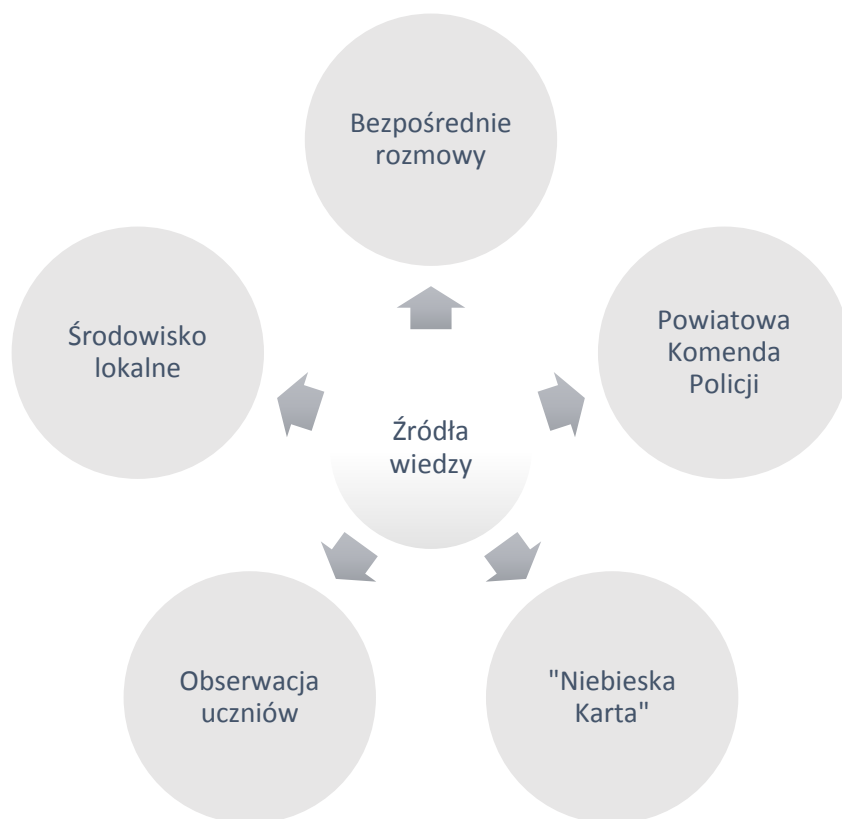 Bezpośrednie
rozmowy
Środowisko
lokalne
Powiatowa
Komenda
Policji
Źródła
wiedzy
Obserwacja
uczniów
"Niebieska
Karta"